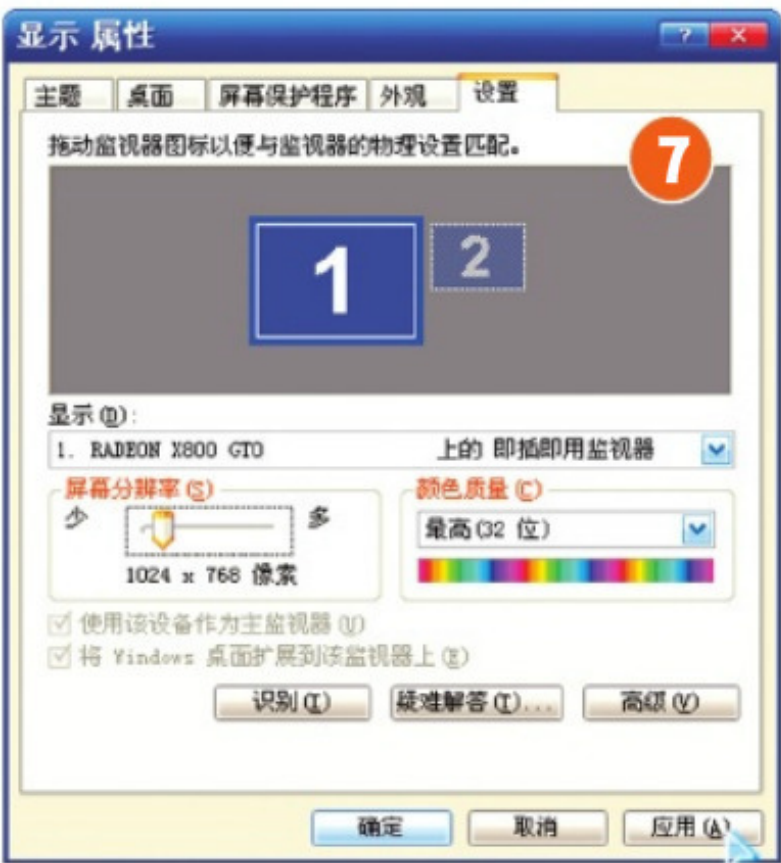 显示 属性
主题 桌面 屏幕保护程序 外观 设置
拖动监视器图标以便与监视器的物理设置匹配。
7
1 2
显示(D):
1. RADEON X800 GTO 上的 即插即用监视器
屏幕分辨率(S) 颜色质量(C)
少 多 最高(32 位)
1024 x 768 像素
使用该设备作为主监视器(U)
将 Windows 桌面扩展到该监视器上(E)
识别(I) 疑难解答(T)... 高级(V)
确定 取消 应用(A)